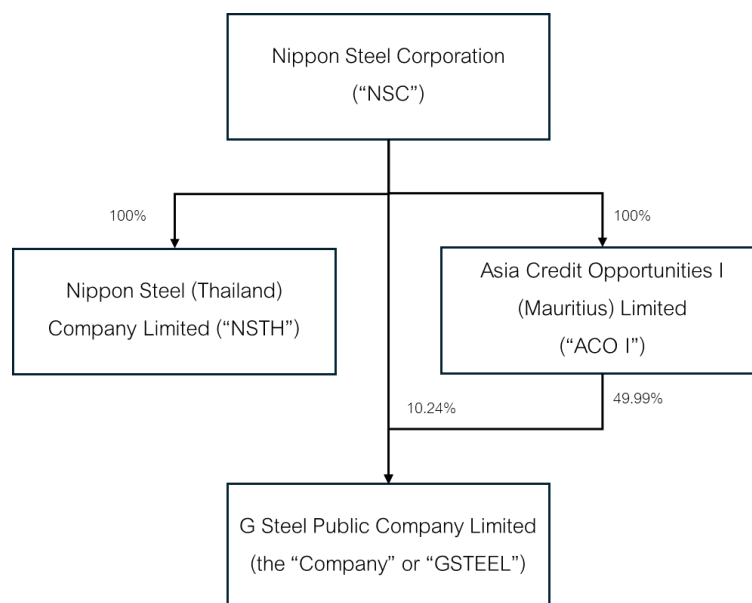 Nippon Steel Corporation
(“NSC”)
100%
100%
Nippon Steel (Thailand)
Company Limited (“NSTH”)
Asia Credit Opportunities I
(Mauritius) Limited
(“ACO I”)
10.24%
49.99%
G Steel Public Company Limited
(the “Company” or “GSTEEL”)